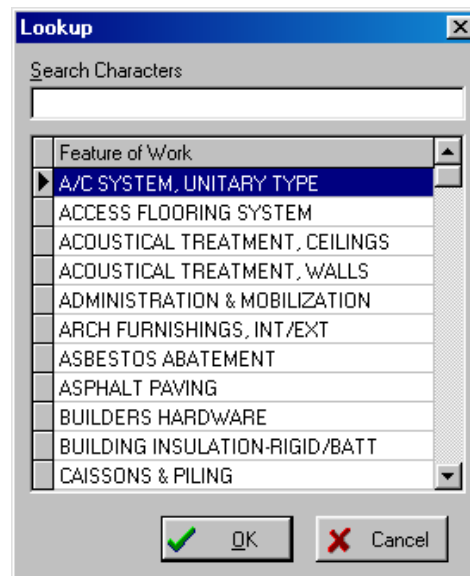 Lookup
Search Characters
Feature of Work
A/C SYSTEM, UNITARY TYPE
ACCESS FLOORING SYSTEM
ACOUSTICAL TREATMENT, CEILINGS
ACOUSTICAL TREATMENT, WALLS
ADMINISTRATION & MOBILIZATION
ARCH FURNISHINGS, INT/EXT
ASBESTOS ABATEMENT
ASPHALT PAVING
BUILDERS HARDWARE
BUILDING INSULATION-RIGID/BATT
CAISSONS & PILING
OK Cancel